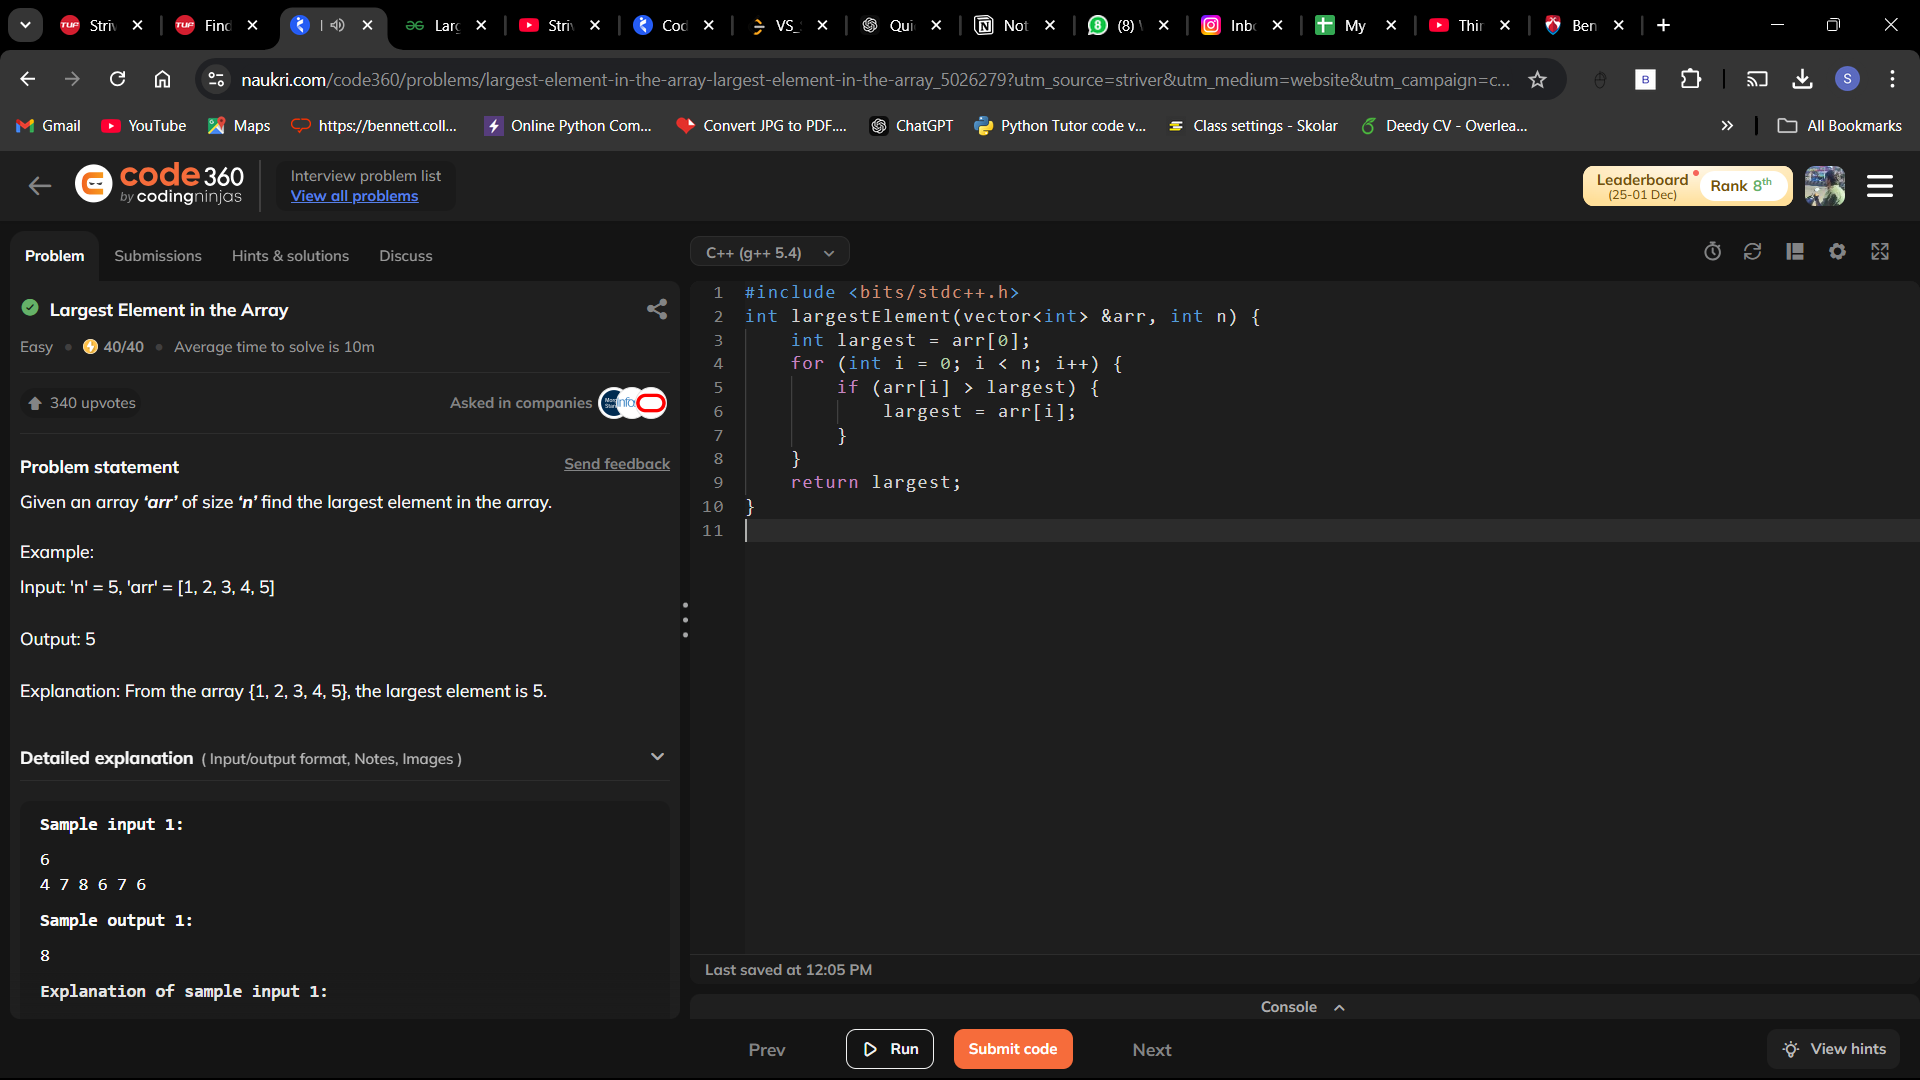 Striv
Find
Larg
Striv
Cod
VS_
Qui
Not
(8) \
Inbo
My
Thir
Ben
naukri.com/code360/problems/largest-element-in-the-array-largest-element-in-the-array_5026279?utm_source=striver&utm_medium=website&utm_campaign=c...
B
S
Gmail
YouTube
Maps
https://bennett.coll...
Online Python Com...
Convert JPG to PDF....
ChatGPT
Python Tutor code v...
Class settings - Skolar
Deedy CV - Overlea...
All Bookmarks
code 360
by codingninjas
Interview problem list
View all problems
Leaderboard
(25-01 Dec)
Rank 8th
Problem
Submissions
Hints & solutions
Discuss
C++ (g++ 5.4)
Largest Element in the Array
Easy • 40/40 • Average time to solve is 10m
340 upvotes
Asked in companies
Problem statement
Send feedback
Given an array ‘arr’ of size ‘n’ find the largest element in the array.
Example:
Input: 'n' = 5, 'arr' = [1, 2, 3, 4, 5]
Output: 5
Explanation: From the array {1, 2, 3, 4, 5}, the largest element is 5.
Detailed explanation ( Input/output format, Notes, Images )
Sample input 1:
6
4 7 8 6 7 6
Sample output 1:
8
Explanation of sample input 1:
1 #include <bits/stdc++.h>
2 int largestElement(vector<int> &arr, int n) {
3 int largest = arr[0];
4 for (int i = 0; i < n; i++) {
5 if (arr[i] > largest) {
6 largest = arr[i];
7 }
8 }
9 return largest;
10 }
11
Last saved at 12:05 PM
Console
Prev
Run
Submit code
Next
View hints